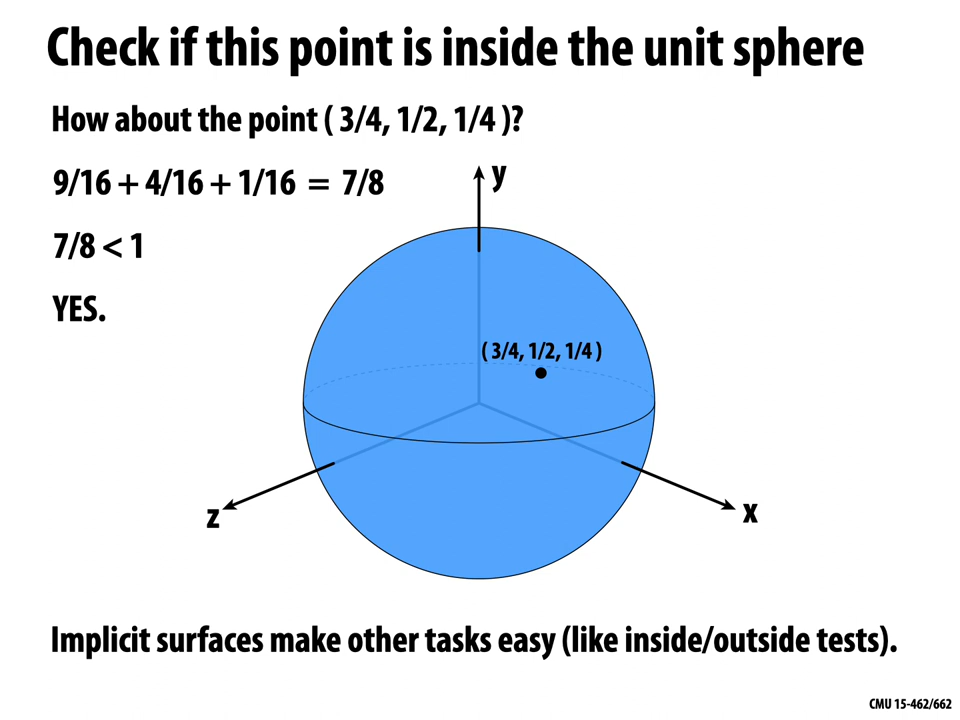 Check if this point is inside the unit sphere
How about the point ( 3/4, 1/2, 1/4 )?
9/16 + 4/16 + 1/16 = 7/8
7/8 < 1
YES.
y
( 3/4, 1/2, 1/4 )
z
x
Implicit surfaces make other tasks easy (like inside/outside tests).
CMU 15-462/662